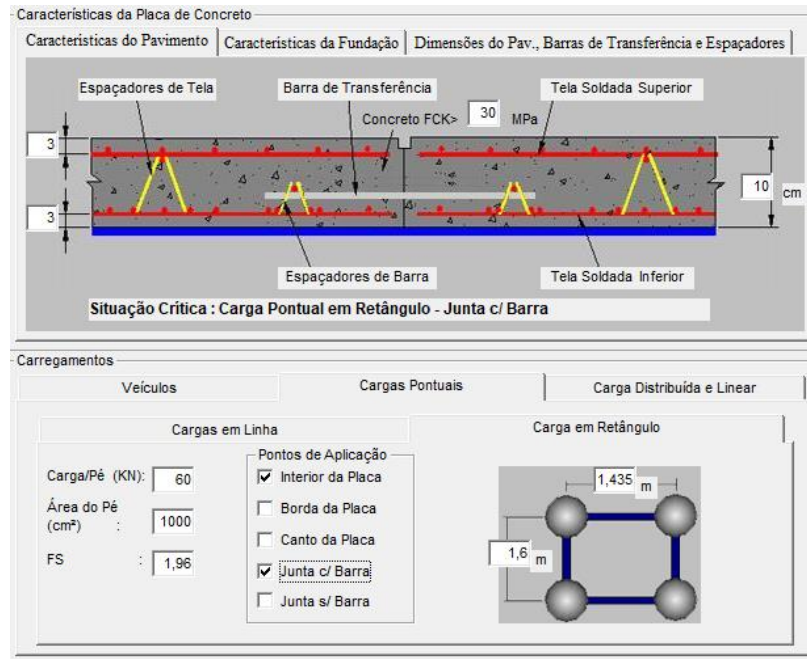 Características da Placa de Concreto
Caracteristicas do Pavimento
Características da Fundação
Dimensões do Pav., Barras de Transferência e Espaçadores
Espaçadores de Tela
Barra de Transferência
Tela Soldada Superior
Concreto FCK> 30 MPa
3
10 cm
3
Espaçadores de Barra
Tela Soldada Inferior
Situação Crítica : Carga Pontual em Retângulo - Junta c/ Barra
Carregamentos
Veículos
Cargas Pontuais
Carga Distribuída e Linear
Cargas em Linha
Carga em Retângulo
Carga/Pé (KN): 60
Área do Pé
(cm²) : 1000
FS : 1,96
Pontos de Aplicação
Interior da Placa
Borda da Placa
Canto da Placa
Junta c/ Barra
Junta s/ Barra
1,435 m
1,6 m